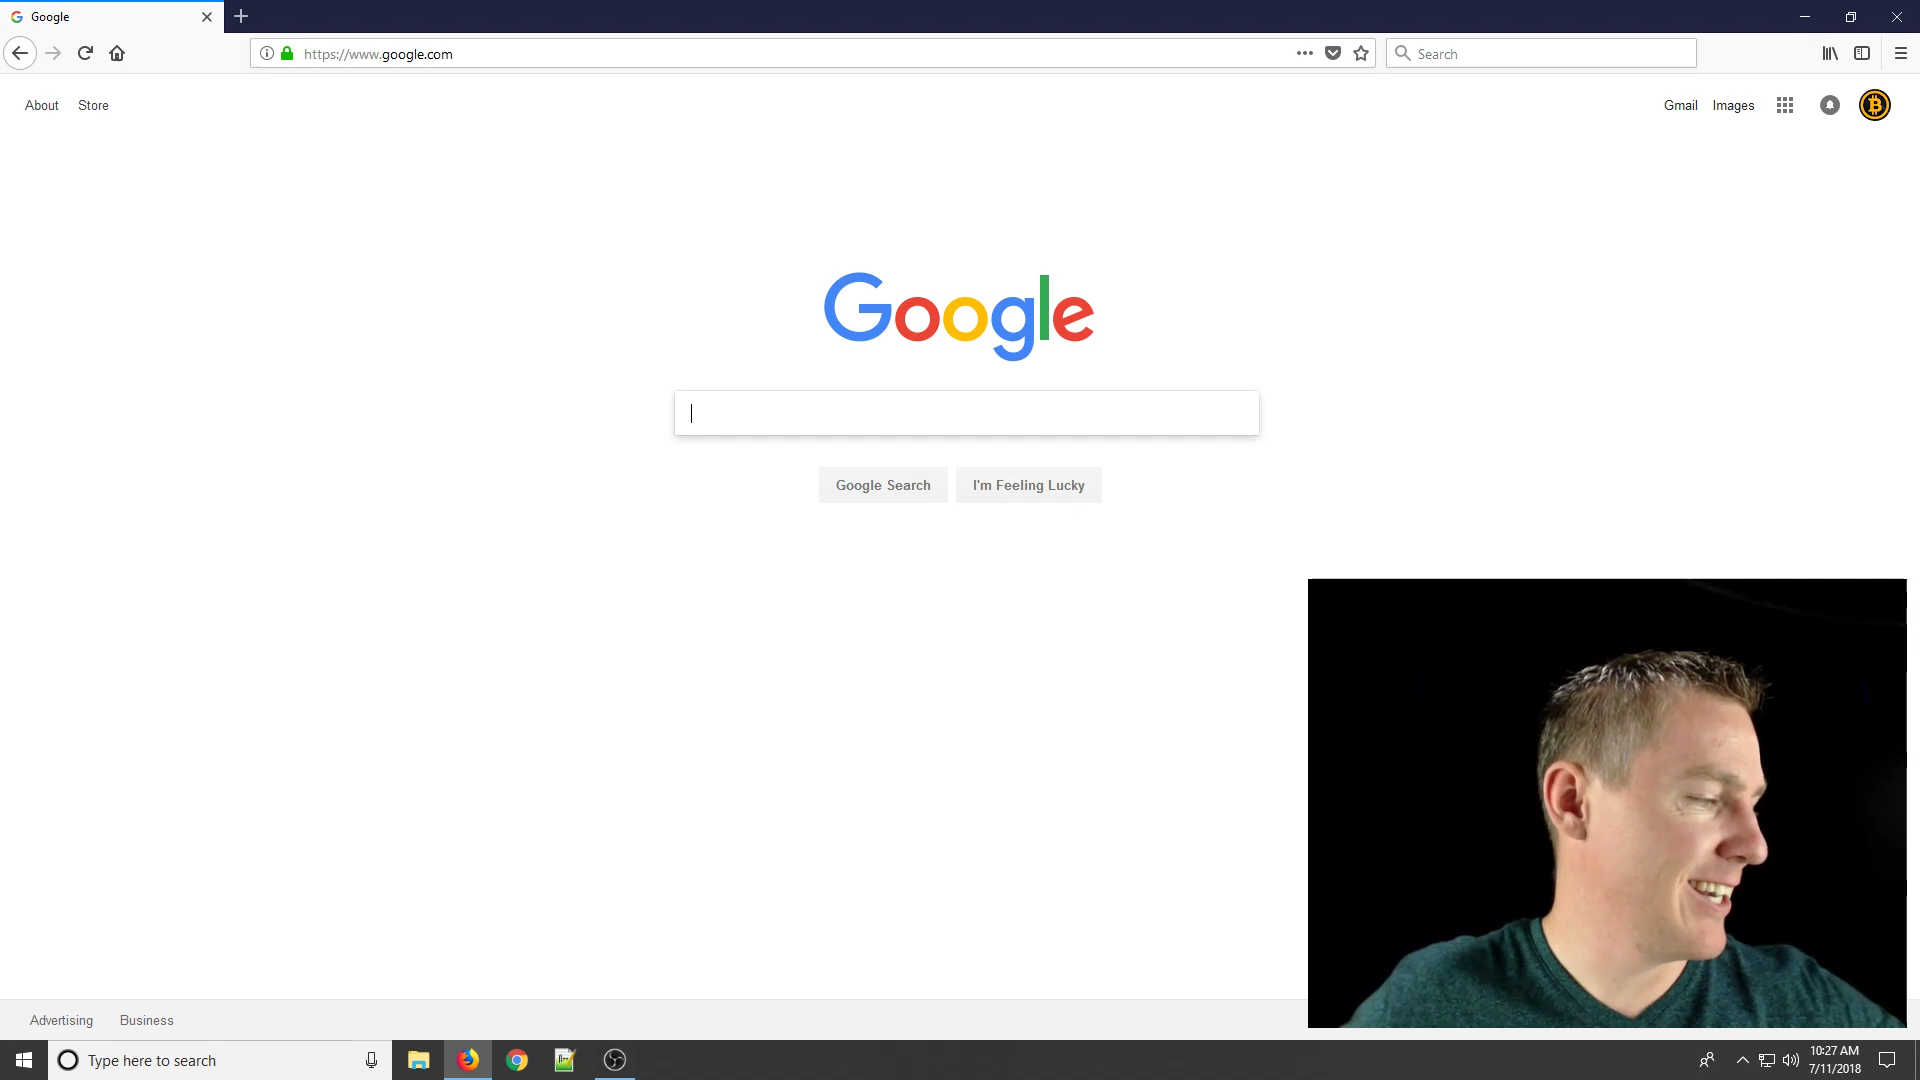 Google
https://www.google.com
Search
About Store
Gmail Images
Google
Google Search I'm Feeling Lucky
Advertising Business
Type here to search
10:27 AM
7/11/2018